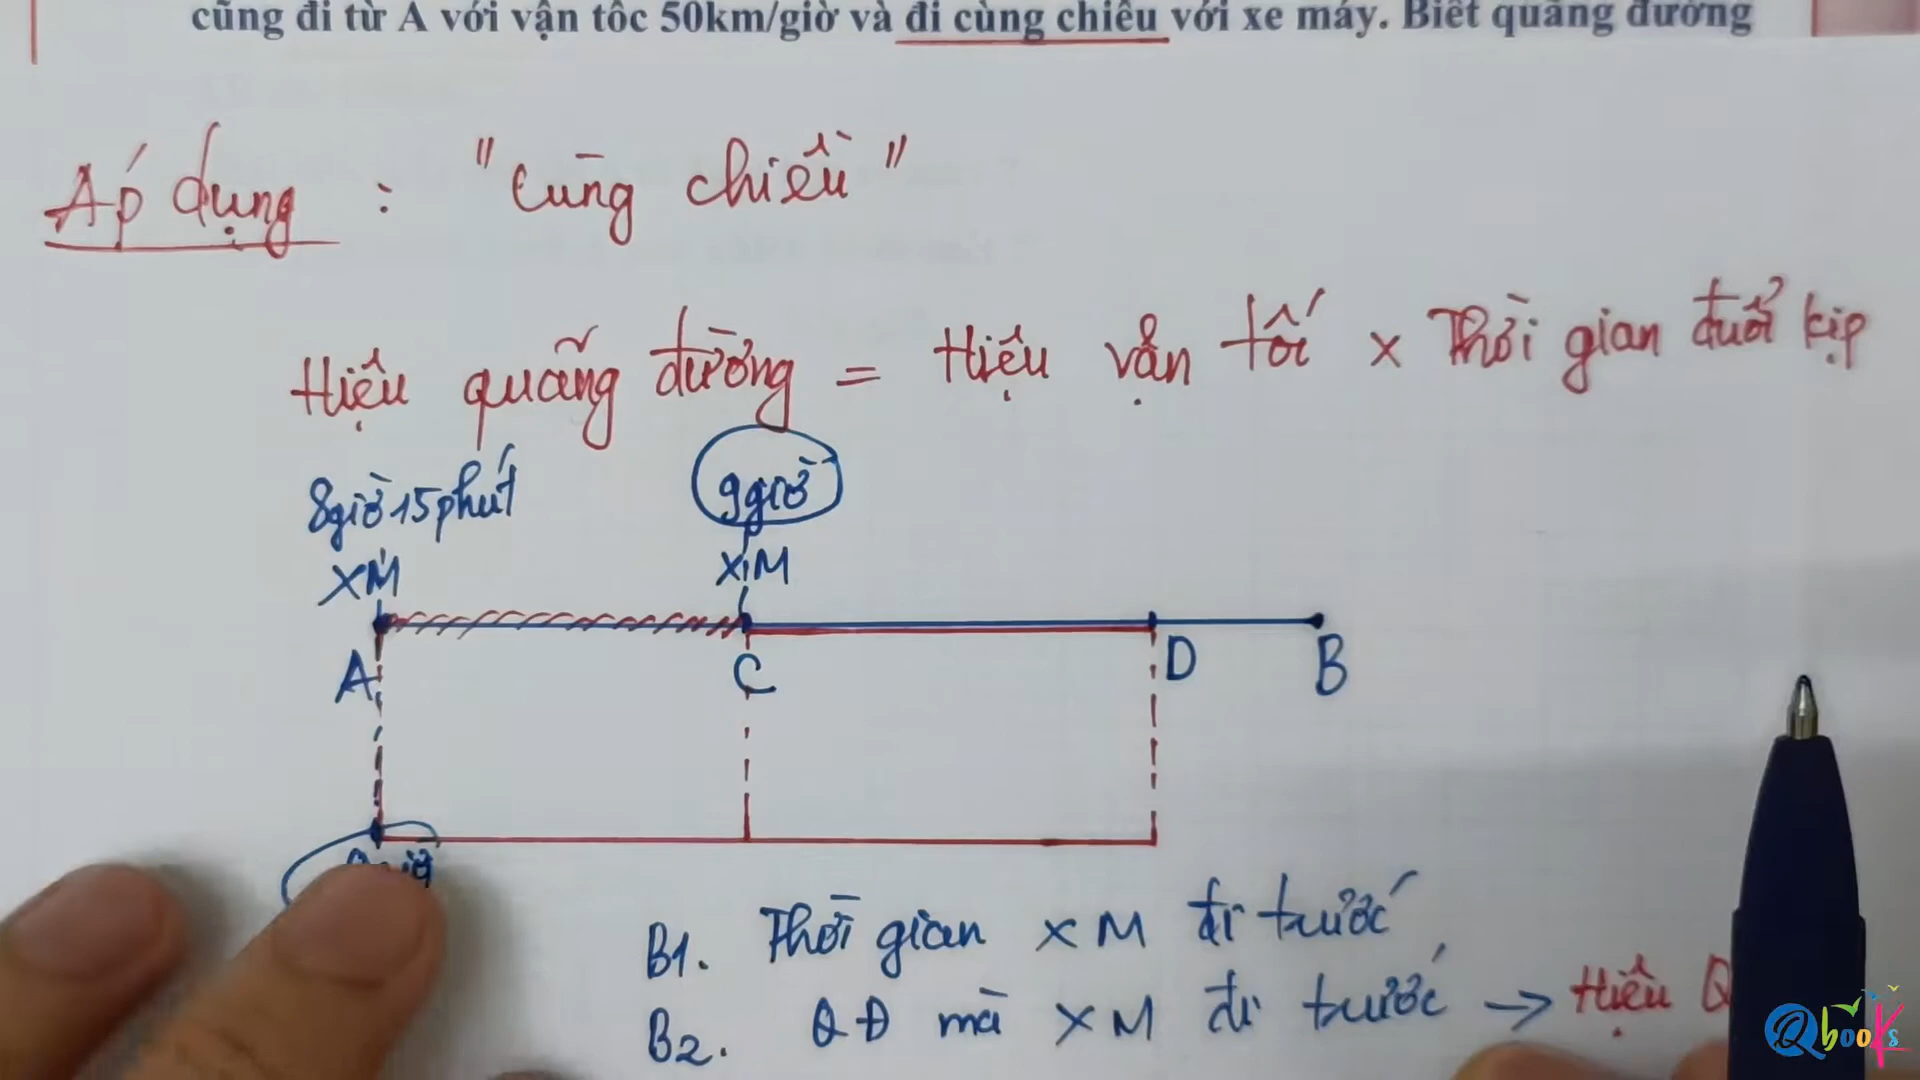 cũng đi từ A với vận tốc 50km/giờ và đi cùng chiều với xe máy. Biết quãng đường
Áp dụng : "Cùng chiều"
Hiệu quãng đường = Hiệu vận tốc x Thời gian đuổi kịp
8giờ 15phút 9giờ
XM XM
A C D B
B1. Thời gian XM đi trước
B2. QĐ mà XM đi trước → Hiệu
Qbooks